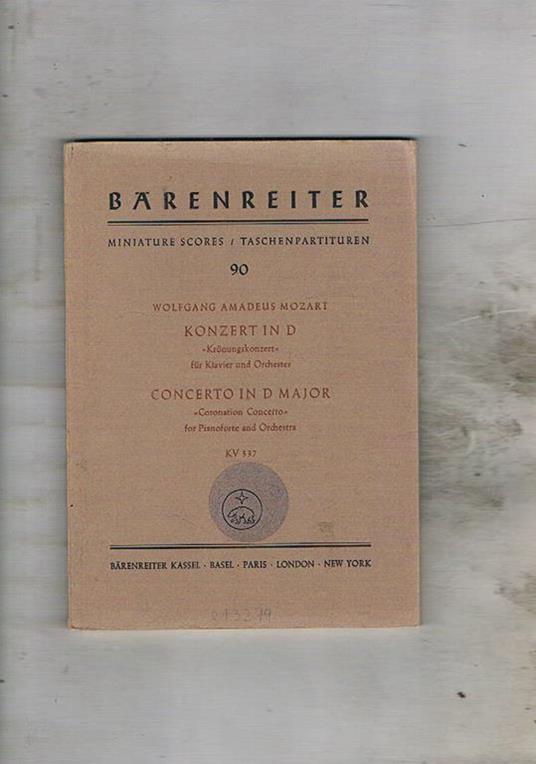 BÄRENREITER
MINIATURE SCORES / TASCHENPARTITUREN
90
WOLFGANG AMADEUS MOZART
KONZERT IN D
»Krönungskonzert«
für Klavier und Orchester
CONCERTO IN D MAJOR
»Coronation Concerto»
for Pianoforte and Orchestra
KV 537
BÄRENREITER KASSEL · BASEL · PARIS · LONDON · NEW YORK